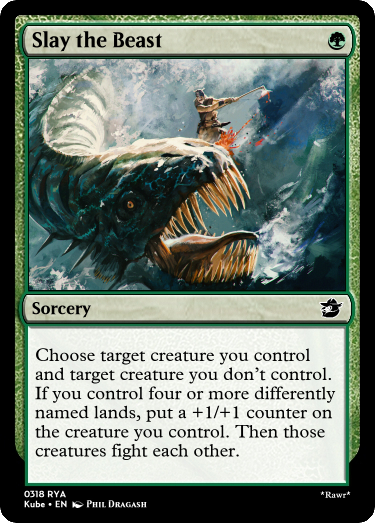 Slay the Beast
Sorcery
Choose target creature you control
and target creature you don't control.
If you control four or more differently
named lands, put a +1/+1 counter on
the creature you control. Then those
creatures fight each other.
0318 RYA
Kube • EN Phil Dragash
*Rawr*